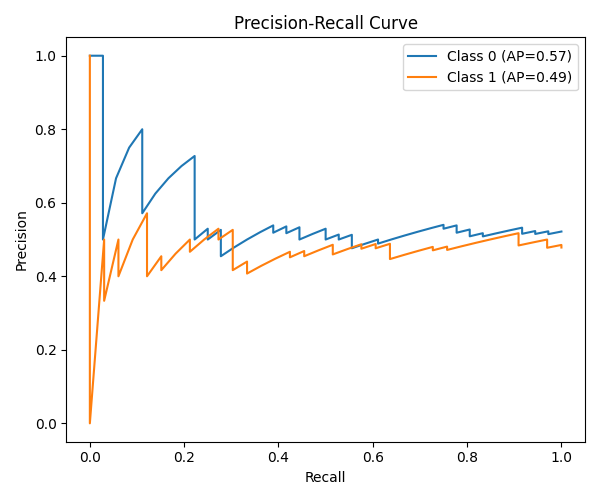 Precision-Recall Curve
Class 0 (AP=0.57)
Class 1 (AP=0.49)
Precision
1.0
0.8
0.6
0.4
0.2
0.0
0.0 0.2 0.4 0.6 0.8 1.0
Recall